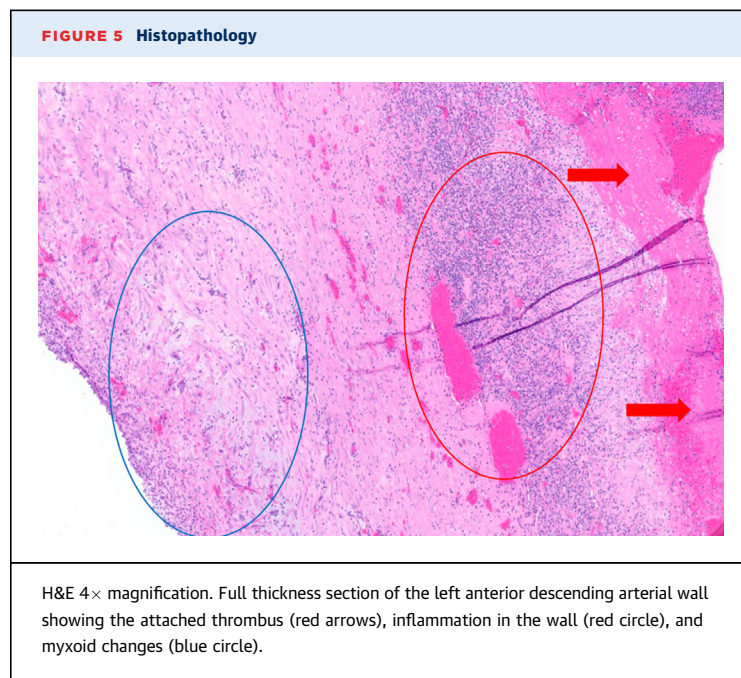 FIGURE 5 Histopathology
H&E 4× magnification. Full thickness section of the left anterior descending arterial wall
showing the attached thrombus (red arrows), inflammation in the wall (red circle), and
myxoid changes (blue circle).